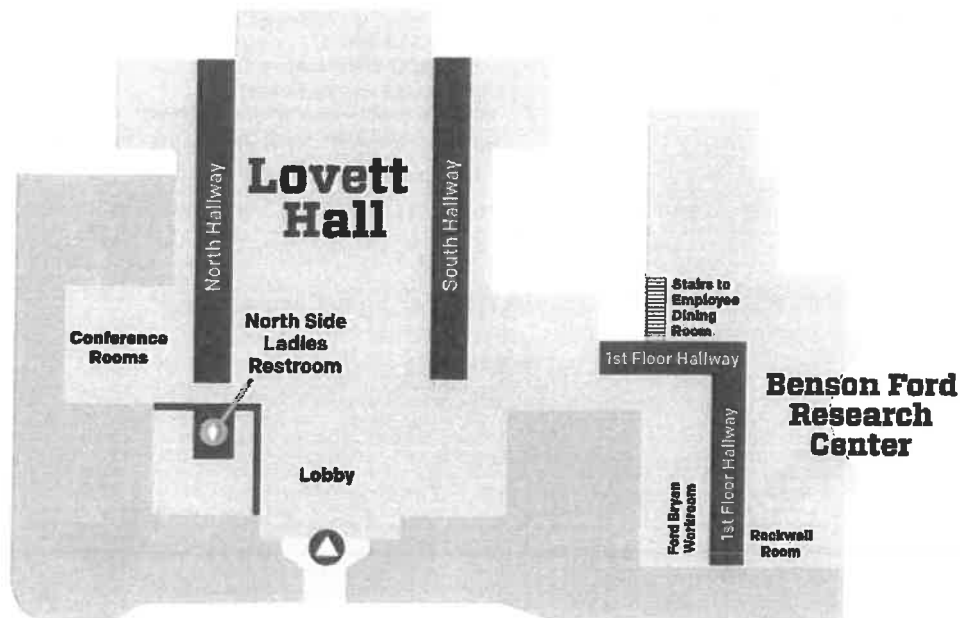 North Hallway
Lovett
Hall
South Hallway
Conference
Rooms
North Side
Ladies
Restroom
Lobby
Stairs to
Employee
Dining
Room
1st Floor Hallway
1st Floor Hallway
Benson Ford
Research
Center
Ford Bryan
Workroom
Rockwell
Room